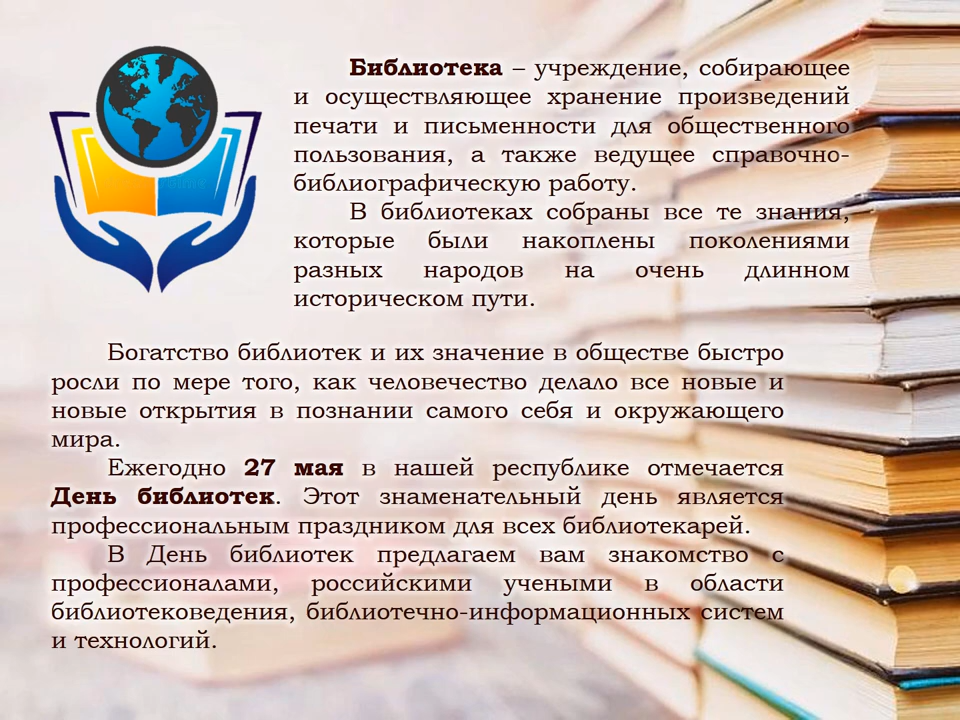 Библиотека – учреждение, собирающее
и осуществляющее хранение произведений
печати и письменности для общественного
пользования, а также ведущее справочно-
библиографическую работу.
В библиотеках собраны все те знания,
которые были накоплены поколениями
разных народов на очень длинном
историческом пути.
Богатство библиотек и их значение в обществе быстро
росли по мере того, как человечество делало все новые и
новые открытия в познании самого себя и окружающего
мира.
Ежегодно 27 мая в нашей республике отмечается
День библиотек. Этот знаменательный день является
профессиональным праздником для всех библиотекарей.
В День библиотек предлагаем вам знакомство с
профессионалами, российскими учеными в области
библиотековедения, библиотечно-информационных систем
и технологий.